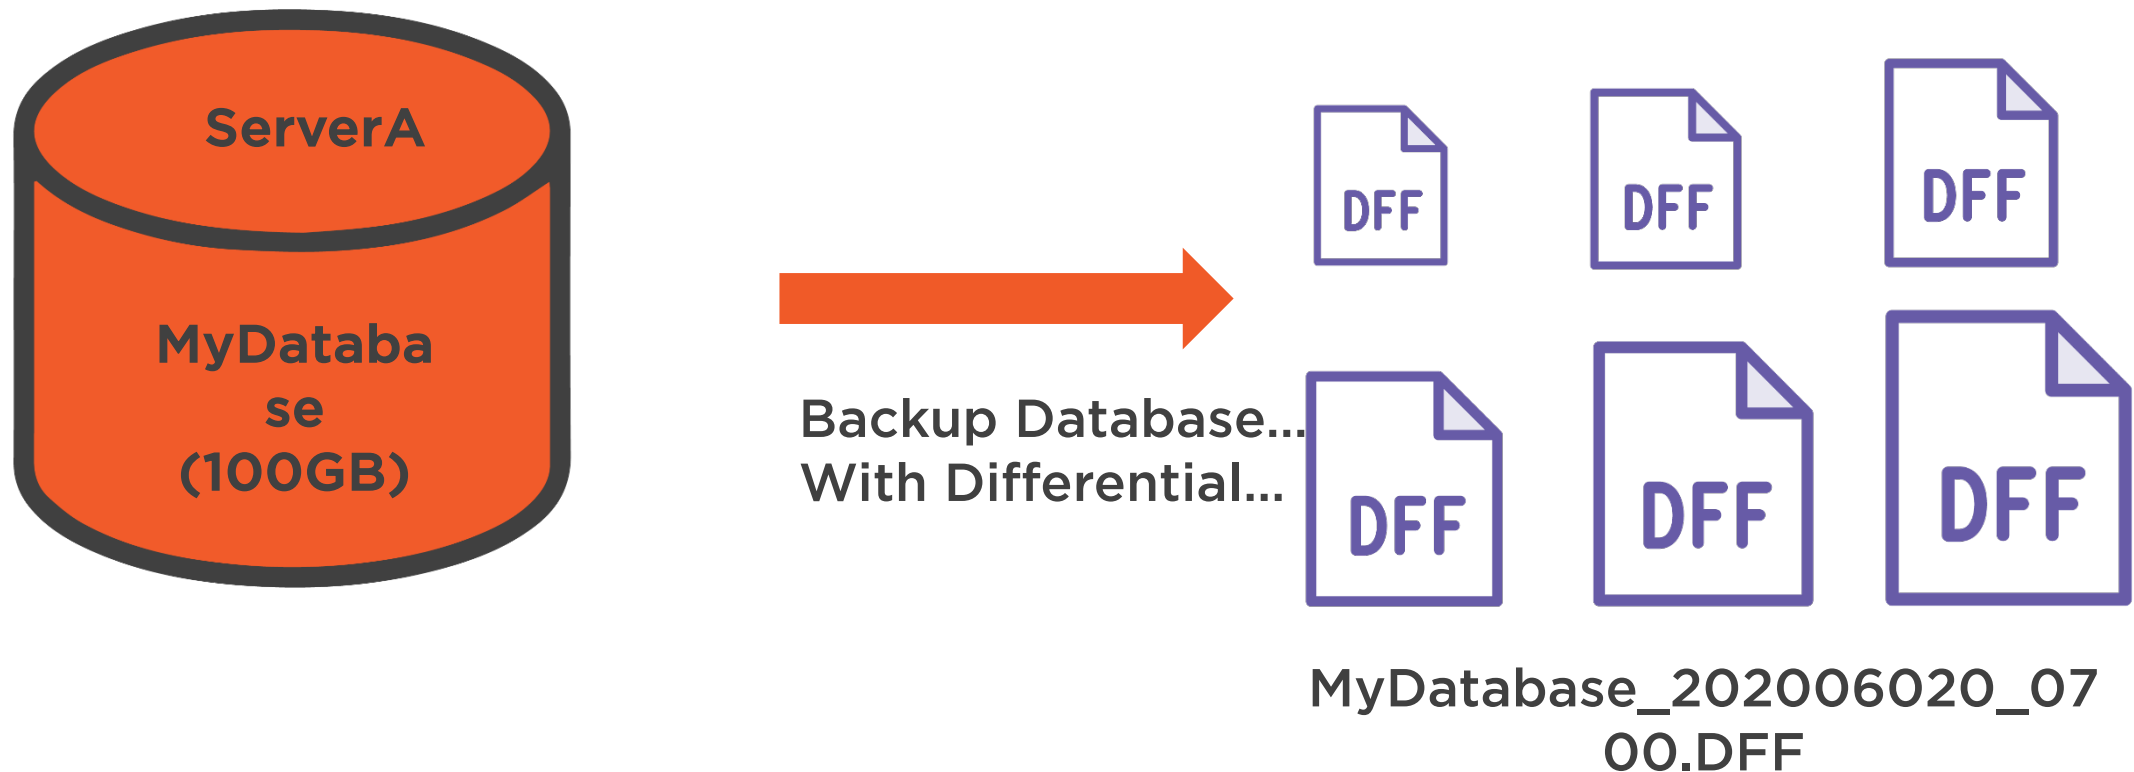 ServerA
MyDataba
se
(100GB)
Backup Database...
With Differential...
DFF
DFF
DFF
DFF
DFF
DFF
MyDatabase_202006020_07
00.DFF